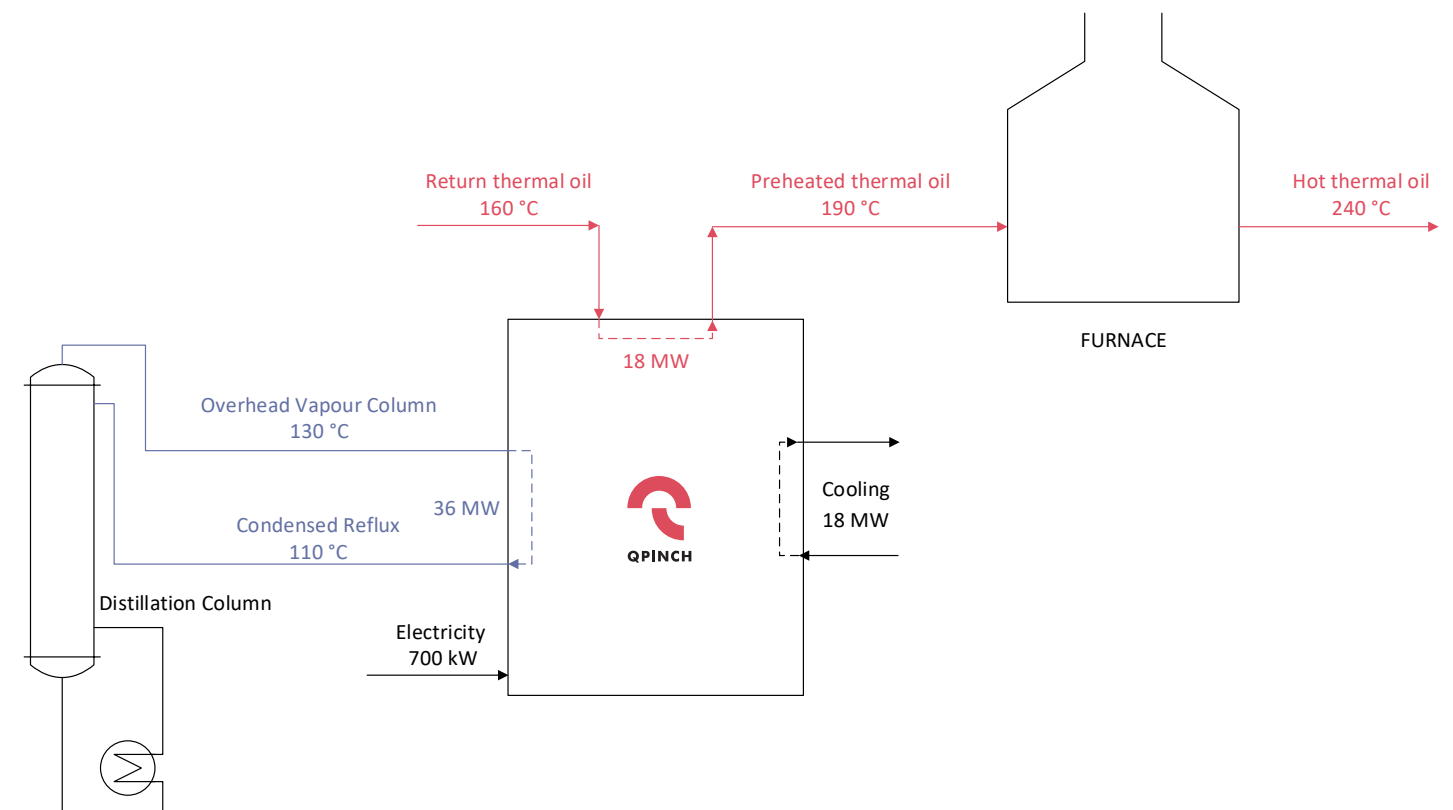 Return thermal oil
160 °C
Preheated thermal oil
190 °C
Hot thermal oil
240 °C
18 MW
FURNACE
Overhead Vapour Column
130 °C
36 MW
Condensed Reflux
110 °C
QPINCH
Cooling
18 MW
Distillation Column
Electricity
700 kW